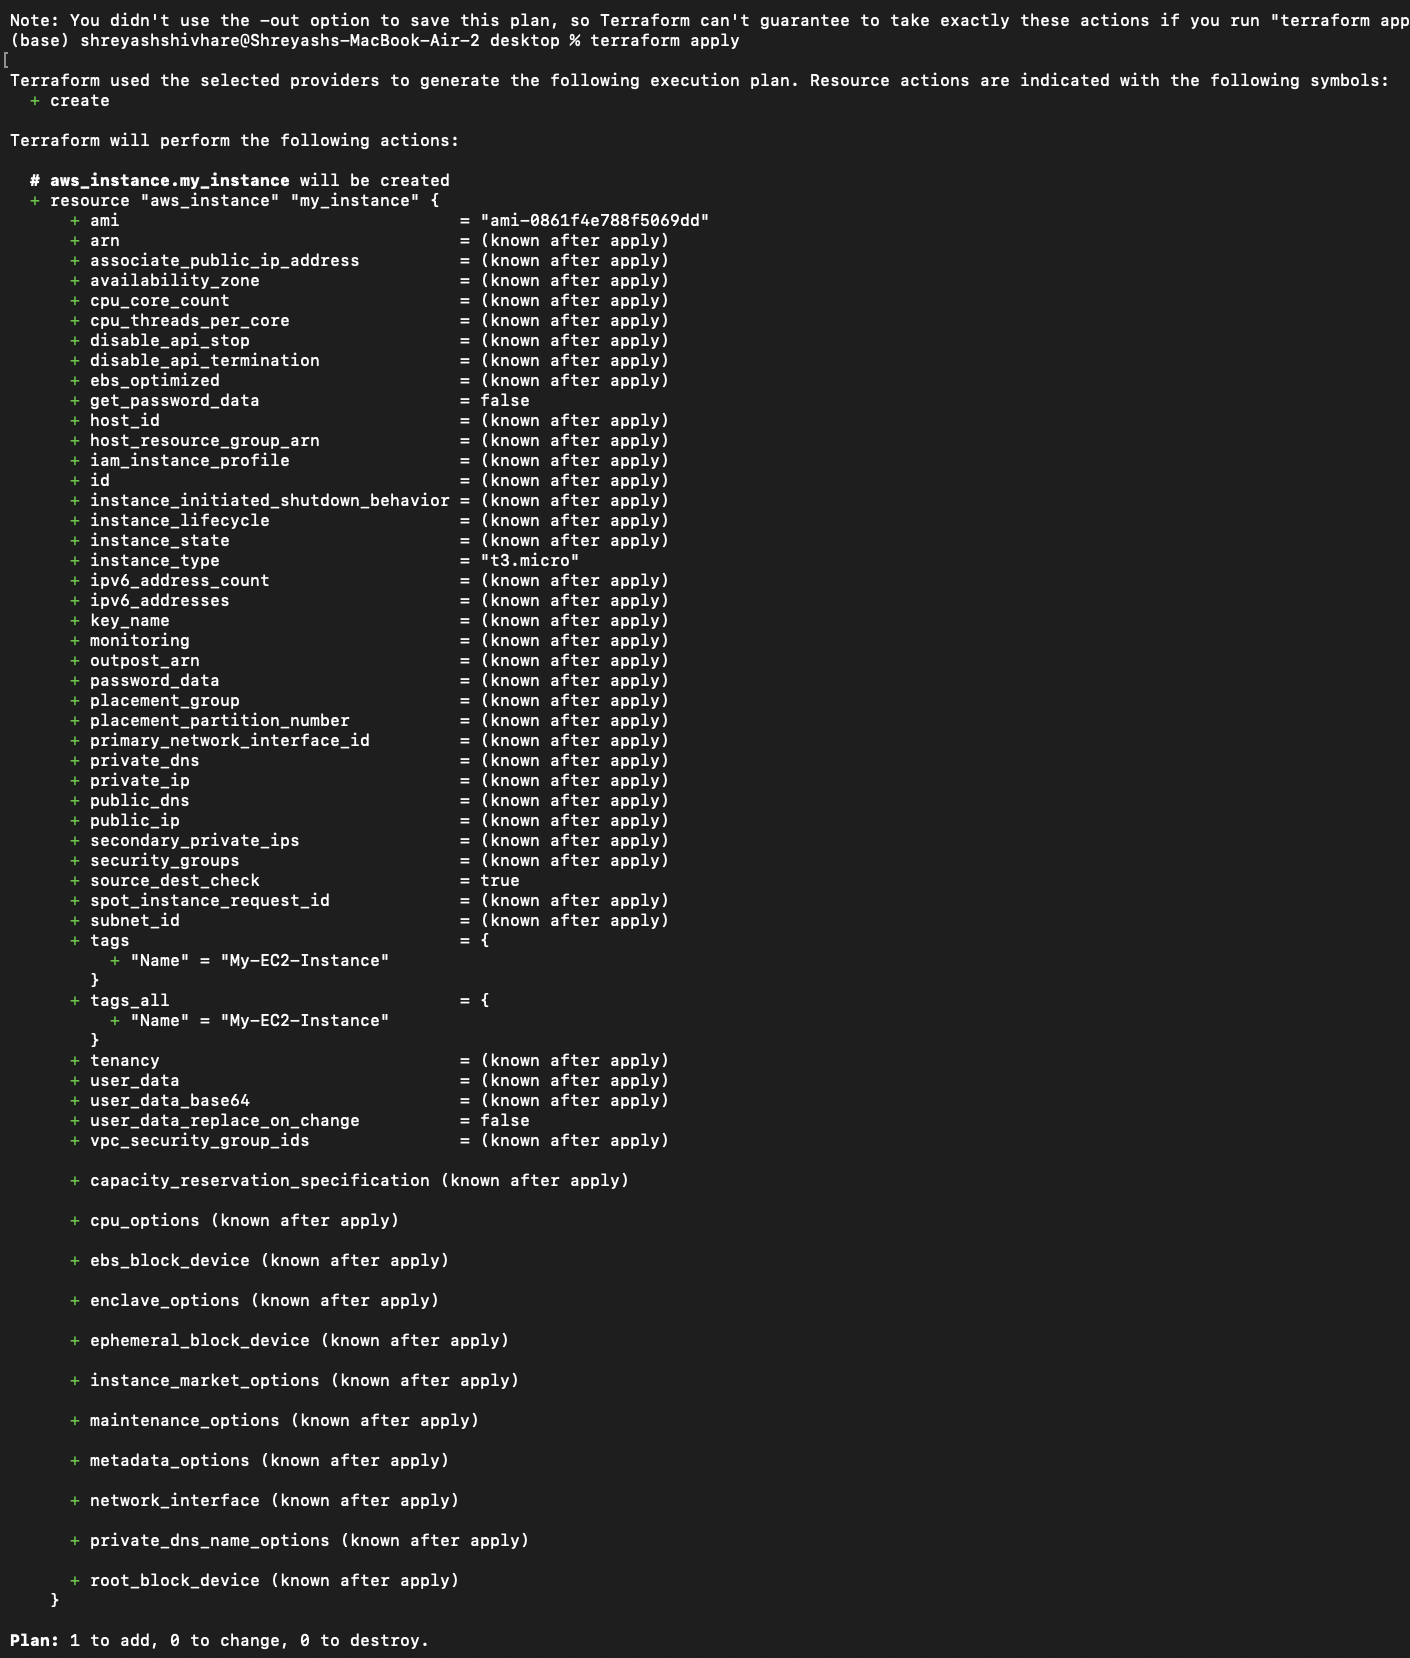 Note: You didn't use the -out option to save this plan, so Terraform can't guarantee to take exactly these actions if you run "terraform app
(base) shreyashshivhare@Shreyashs-MacBook-Air-2 desktop % terraform apply
[
Terraform used the selected providers to generate the following execution plan. Resource actions are indicated with the following symbols:
  + create

Terraform will perform the following actions:

  # aws_instance.my_instance will be created
  + resource "aws_instance" "my_instance" {
      + ami                                  = "ami-0861f4e788f5069dd"
      + arn                                  = (known after apply)
      + associate_public_ip_address          = (known after apply)
      + availability_zone                    = (known after apply)
      + cpu_core_count                       = (known after apply)
      + cpu_threads_per_core                 = (known after apply)
      + disable_api_stop                     = (known after apply)
      + disable_api_termination              = (known after apply)
      + ebs_optimized                        = (known after apply)
      + get_password_data                    = false
      + host_id                              = (known after apply)
      + host_resource_group_arn              = (known after apply)
      + iam_instance_profile                 = (known after apply)
      + id                                   = (known after apply)
      + instance_initiated_shutdown_behavior = (known after apply)
      + instance_lifecycle                   = (known after apply)
      + instance_state                       = (known after apply)
      + instance_type                        = "t3.micro"
      + ipv6_address_count                   = (known after apply)
      + ipv6_addresses                       = (known after apply)
      + key_name                             = (known after apply)
      + monitoring                           = (known after apply)
      + outpost_arn                          = (known after apply)
      + password_data                        = (known after apply)
      + placement_group                      = (known after apply)
      + placement_partition_number           = (known after apply)
      + primary_network_interface_id         = (known after apply)
      + private_dns                          = (known after apply)
      + private_ip                           = (known after apply)
      + public_dns                           = (known after apply)
      + public_ip                            = (known after apply)
      + secondary_private_ips                = (known after apply)
      + security_groups                      = (known after apply)
      + source_dest_check                    = true
      + spot_instance_request_id             = (known after apply)
      + subnet_id                            = (known after apply)
      + tags                                 = {
          + "Name" = "My-EC2-Instance"
        }
      + tags_all                             = {
          + "Name" = "My-EC2-Instance"
        }
      + tenancy                              = (known after apply)
      + user_data                            = (known after apply)
      + user_data_base64                     = (known after apply)
      + user_data_replace_on_change          = false
      + vpc_security_group_ids               = (known after apply)

      + capacity_reservation_specification (known after apply)

      + cpu_options (known after apply)

      + ebs_block_device (known after apply)

      + enclave_options (known after apply)

      + ephemeral_block_device (known after apply)

      + instance_market_options (known after apply)

      + maintenance_options (known after apply)

      + metadata_options (known after apply)

      + network_interface (known after apply)

      + private_dns_name_options (known after apply)

      + root_block_device (known after apply)
    }

Plan: 1 to add, 0 to change, 0 to destroy.